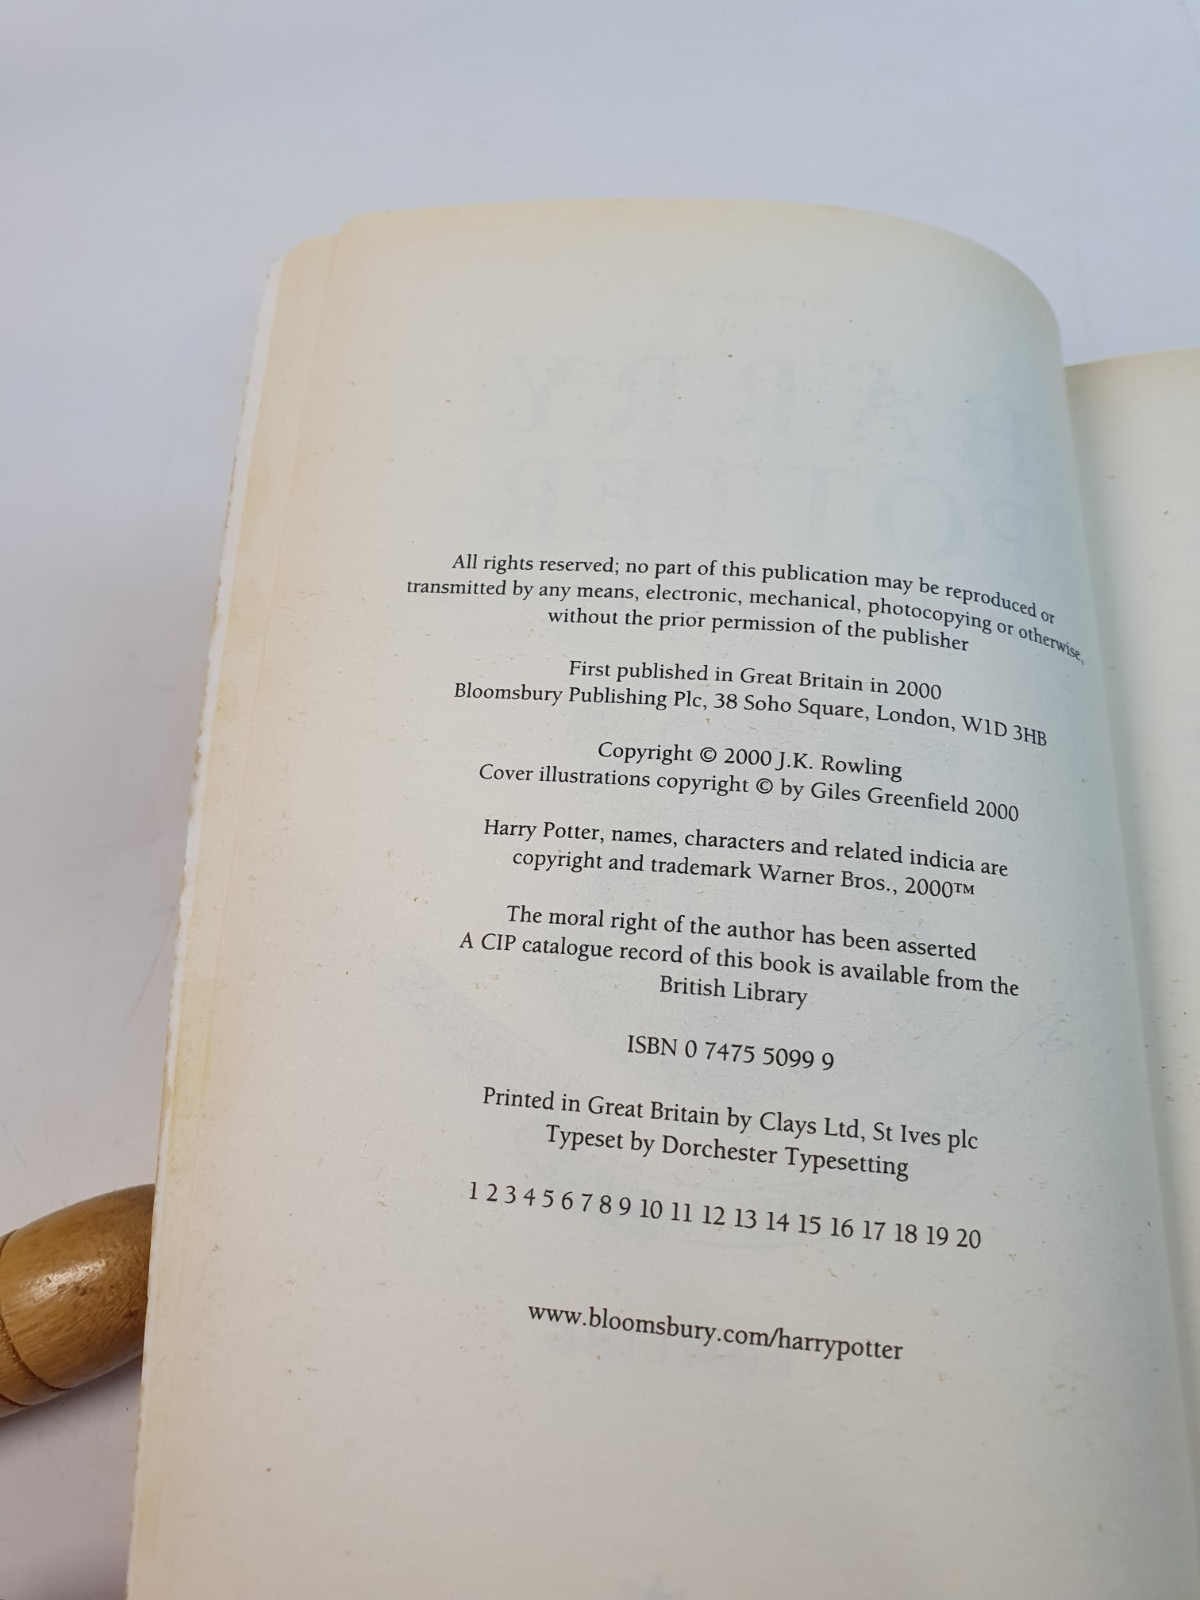 All rights reserved; no part of this publication may be reproduced or
transmitted by any means, electronic, mechanical, photocopying or otherwise,
without the prior permission of the publisher
First published in Great Britain in 2000
Bloomsbury Publishing Plc, 38 Soho Square, London, W1D 3HB
Copyright © 2000 J.K. Rowling
Cover illustrations copyright © by Giles Greenfield 2000
Harry Potter, names, characters and related indicia are
copyright and trademark Warner Bros., 2000™
The moral right of the author has been asserted
A CIP catalogue record of this book is available from the
British Library
ISBN 0 7475 5099 9
Printed in Great Britain by Clays Ltd, St Ives plc
Typeset by Dorchester Typesetting
1 2 3 4 5 6 7 8 9 10 11 12 13 14 15 16 17 18 19 20
www.bloomsbury.com/harrypotter